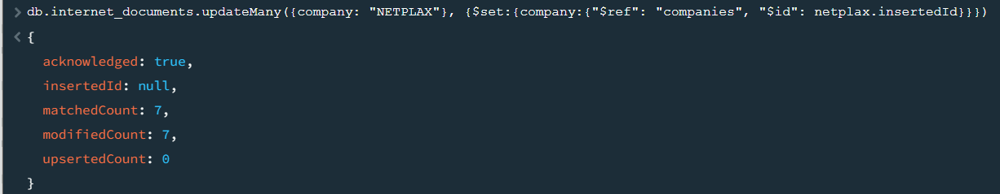 > db.internet_documents.updateMany({company: "NETPLAX"}, {$set:{company:{"$ref": "companies", "$id": netplax.insertedId}}})
< {
acknowledged: true,
insertedId: null,
matchedCount: 7,
modifiedCount: 7,
upsertedCount: 0
}